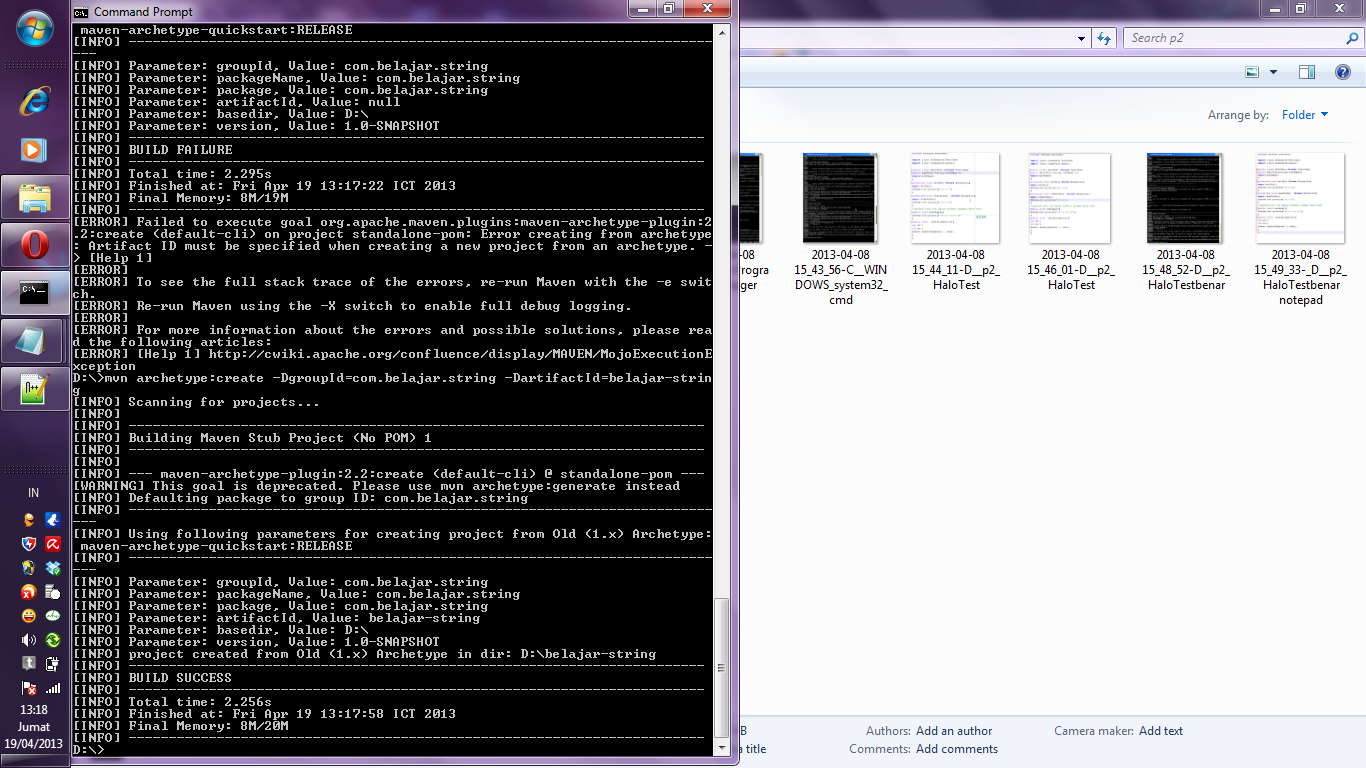 Command Prompt
maven-archetype-quickstart:RELEASE
[INFO] ------------------------------------------------------------------------
---
[INFO] Parameter: groupId, Value: com.belajar.string
[INFO] Parameter: packageName, Value: com.belajar.string
[INFO] Parameter: package, Value: com.belajar.string
[INFO] Parameter: artifactId, Value: null
[INFO] Parameter: basedir, Value: D:\
[INFO] Parameter: version, Value: 1.0-SNAPSHOT
[INFO] ------------------------------------------------------------------------
[INFO] BUILD FAILURE
[INFO] ------------------------------------------------------------------------
[INFO] Total time:
[INFO] Finished at: Fri Apr 19 13:17:22 ICT 2013
[INFO] Final Memory: 8M/19M
[INFO] ------------------------------------------------------------------------
[ERROR] Failed to execute goal org.apache.maven.plugins:maven-archetype-plugin:2
.2:create (default-cli) on project standalone-pom: Error creating from archetype
: Artifact ID must be specified when creating a new project from an archetype. -
> [Help 1]
[ERROR]
[ERROR] To see the full stack trace of the errors, re-run Maven with the -e swit
ch.
[ERROR] Re-run Maven using the -X switch to enable full debug logging.
[ERROR]
[ERROR] For more information about the errors and possible solutions, please rea
d the following articles:
[ERROR] [Help 1] http://cwiki.apache.org/confluence/display/MAVEN/MojoExecutionE
xception
D:\>mvn archetype:create -DgroupId=com.belajar.string -DartifactId=belajar-strin
g
[INFO] Scanning for projects...
[INFO]
[INFO] ------------------------------------------------------------------------
[INFO] Building Maven Stub Project (No POM) 1
[INFO] ------------------------------------------------------------------------
[INFO]
[INFO] --- maven-archetype-plugin:2.2:create (default-cli) @ standalone-pom ---
[WARNING] This goal is deprecated. Please use mvn archetype:generate instead
[INFO] Defaulting package to group ID: com.belajar.string
[INFO] ------------------------------------------------------------------------
---
[INFO] Using following parameters for creating project from Old (1.x) Archetype:
maven-archetype-quickstart:RELEASE
[INFO] ------------------------------------------------------------------------
---
[INFO] Parameter: groupId, Value: com.belajar.string
[INFO] Parameter: packageName, Value: com.belajar.string
[INFO] Parameter: package, Value: com.belajar.string
[INFO] Parameter: artifactId, Value: belajar-string
[INFO] Parameter: basedir, Value: D:\
[INFO] Parameter: version, Value: 1.0-SNAPSHOT
[INFO] project created from Old (1.x) Archetype in dir: D:\belajar-string
[INFO] ------------------------------------------------------------------------
[INFO] BUILD SUCCESS
[INFO] ------------------------------------------------------------------------
[INFO] Total time: 2.256s
[INFO] Finished at: Fri Apr 19 13:17:58 ICT 2013
[INFO] Final Memory: 8M/20M
[INFO] ------------------------------------------------------------------------
D:\>
Search p2
Arrange by: Folder
-08
rogra
ger
2013-04-08
15_43_56-C__WIN
DOWS_system32_
cmd
2013-04-08
15_44_11-D__p2_
HaloTest
2013-04-08
15_46_01-D__p2_
HaloTest
2013-04-08
15_48_52-D__p2_
HaloTestbenar
2013-04-08
15_49_33-_D__p2_
HaloTestbenar
notepad
B
a title
Authors: Add an author
Comments: Add comments
Camera maker: Add text
IN
13:18
Jumat
19/04/2013